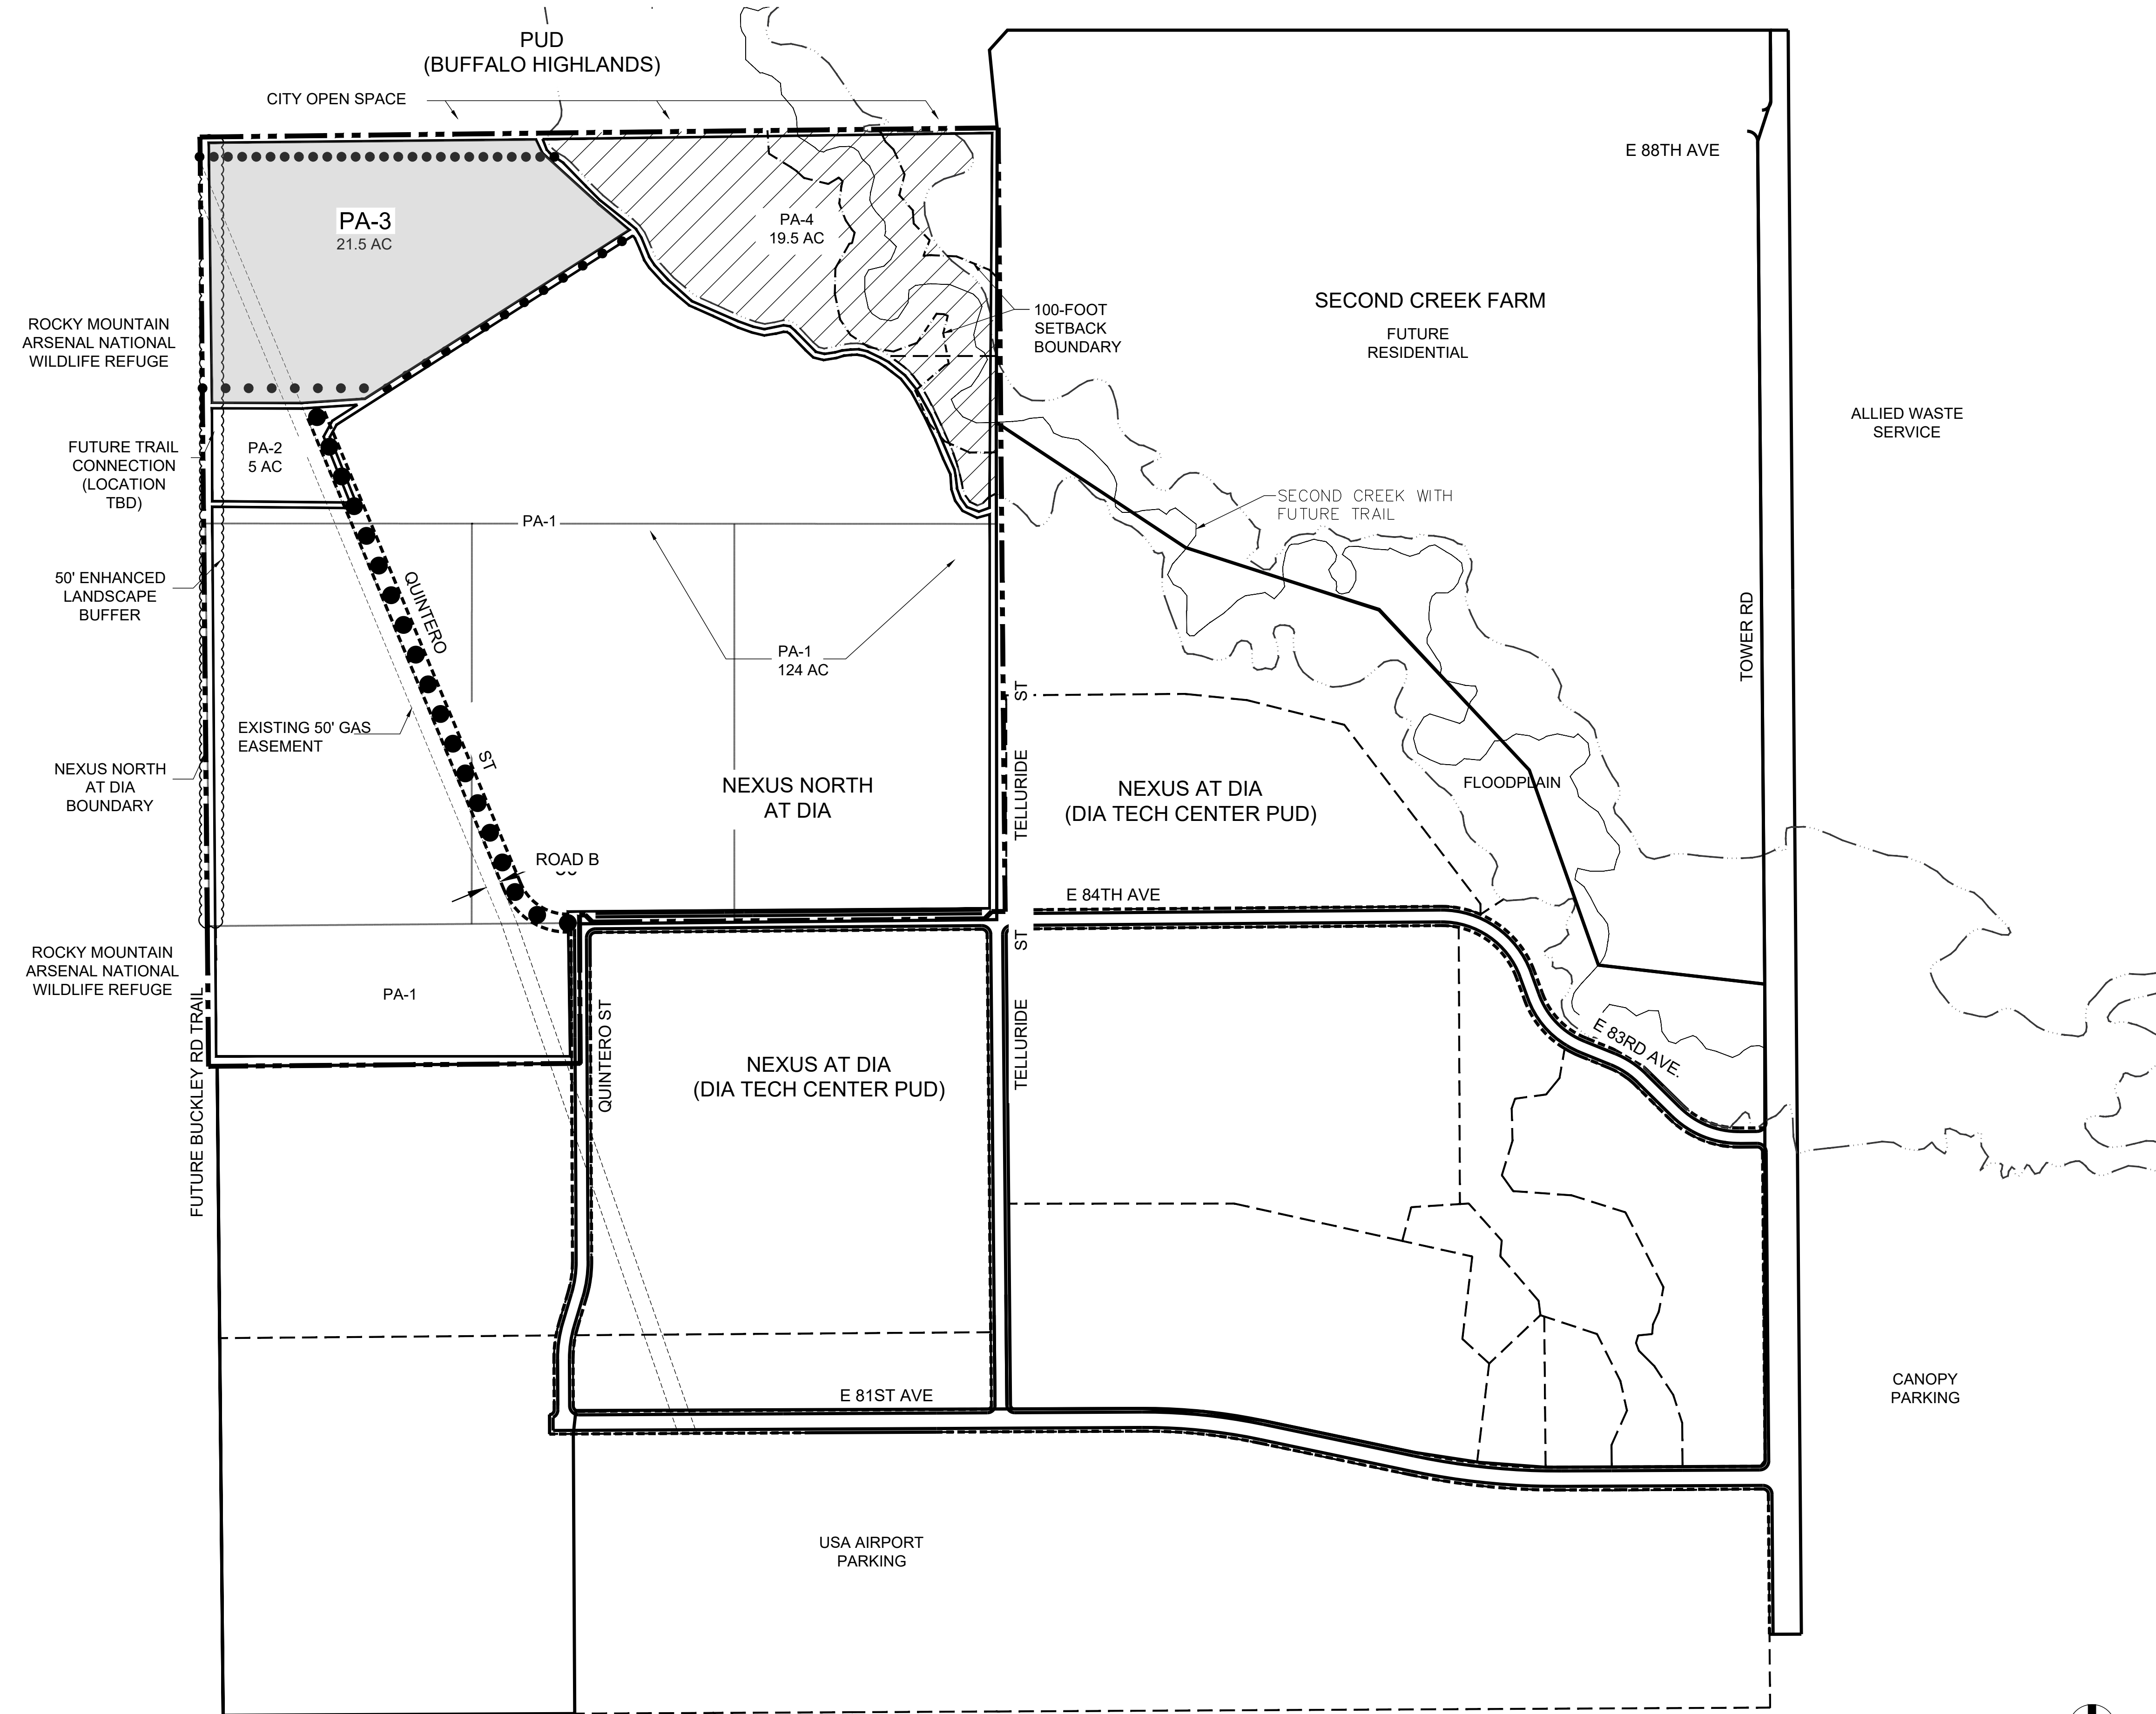 PUD
(BUFFALO HIGHLANDS)
CITY OPEN SPACE
E 88TH AVE
PA-3
21.5 AC
PA-4
19.5 AC
SECOND CREEK FARM
FUTURE
RESIDENTIAL
100-FOOT
SETBACK
BOUNDARY
ROCKY MOUNTAIN
ARSENAL NATIONAL
WILDLIFE REFUGE
ALLIED WASTE
SERVICE
FUTURE TRAIL
CONNECTION
(LOCATION
TBD)
PA-2
5 AC
SECOND CREEK WITH
FUTURE TRAIL
PA-1
50' ENHANCED
LANDSCAPE
BUFFER
QUINTERO
ST
TOWER RD
PA-1
124 AC
EXISTING 50' GAS
EASEMENT
NEXUS NORTH
AT DIA
BOUNDARY
NEXUS NORTH
AT DIA
TELLURIDE
ST
NEXUS AT DIA
(DIA TECH CENTER PUD)
FLOODPLAIN
ROAD B
E 84TH AVE
ROCKY MOUNTAIN
ARSENAL NATIONAL
WILDLIFE REFUGE
PA-1
FUTURE BUCKLEY RD TRAIL
QUINTERO ST
TELLURIDE
ST
E 83RD AVE.
NEXUS AT DIA
(DIA TECH CENTER PUD)
E 81ST AVE
CANOPY
PARKING
USA AIRPORT
PARKING